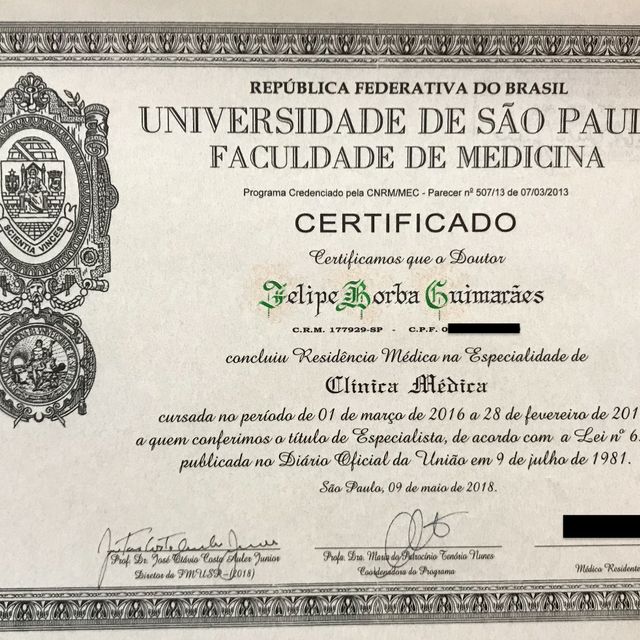 REPÚBLICA FEDERATIVA DO BRASIL
UNIVERSIDADE DE SÃO PAUL
FACULDADE DE MEDICINA
Programa Credenciado pela CNRM/MEC - Parecer nº 507/13 de 07/03/2013
CERTIFICADO
Certificamos que o Doutor
Felipe Borba Guimarães
C.R.M. 177929-SP - C.P.F. 0
concluiu Residência Médica na Especialidade de
Clínica Médica
cursada no período de 01 de março de 2016 a 28 de fevereiro de 201
a quem conferimos o título de Especialista, de acordo com a Lei nº 6.
publicada no Diário Oficial da União em 9 de julho de 1981.
São Paulo, 09 de maio de 2018.
Prof. Dr. José Otávio Costa Auler Junior
Diretor da FMUSP - (2018)
Profa. Dra. Maria do Patrocínio Tenório Nunes
Coordenadora do Programa
Médico Residente
SCIENTIA VINCES